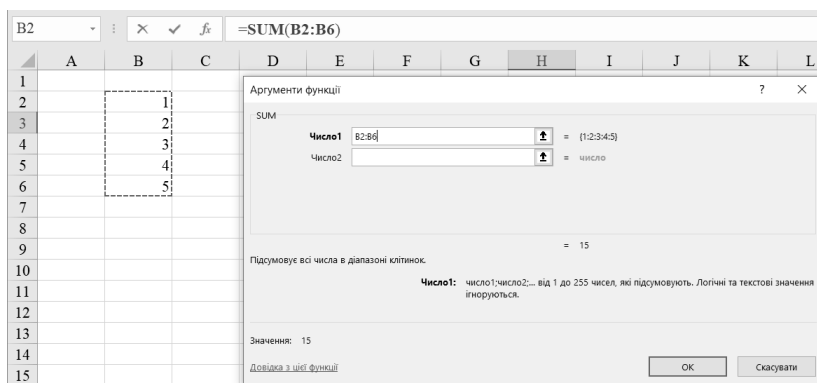 B2 fx =SUM(B2:B6)
A B C D E F G H I J K L
1
2 1
3 2
4 3
5 4
6 5
7
8
9
10
11
12
13
14
15
Аргументи функції ? ×
SUM
Число1 B2:B6 = {1:2:3:4:5}
Число2 = число
= 15
Підсумовує всі числа в діапазоні клітинок.
Число1: число1;число2;... від 1 до 255 чисел, які підсумовують. Логічні та текстові значення
ігноруються.
Значення: 15
Довідка з цієї функції
OK Скасувати